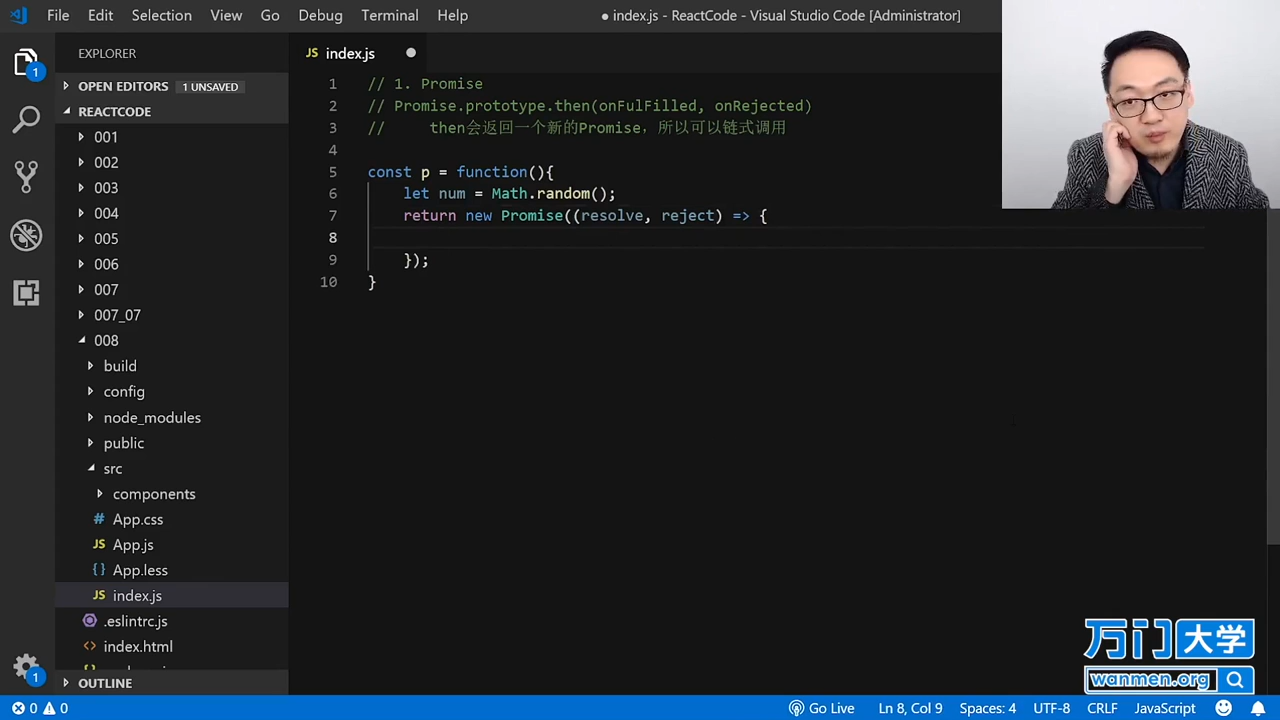 File Edit Selection View Go Debug Terminal Help
● index.js - ReactCode - Visual Studio Code [Administrator]
EXPLORER
JS index.js
OPEN EDITORS 1 UNSAVED
REACTCODE
001
002
003
004
005
006
007
007_07
008
build
config
node_modules
public
src
components
# App.css
JS App.js
{} App.less
JS index.js
.eslintrc.js
<> index.html
OUTLINE
1 // 1. Promise
2 // Promise.prototype.then(onFulFilled, onRejected)
3 // then会返回一个新的Promise，所以可以链式调用
4
5 const p = function(){
6 let num = Math.random();
7 return new Promise((resolve, reject) => {
8
9 });
10 }
1
1
万门大学
wanmen.org
0 0
Go Live Ln 8, Col 9 Spaces: 4 UTF-8 CRLF JavaScript